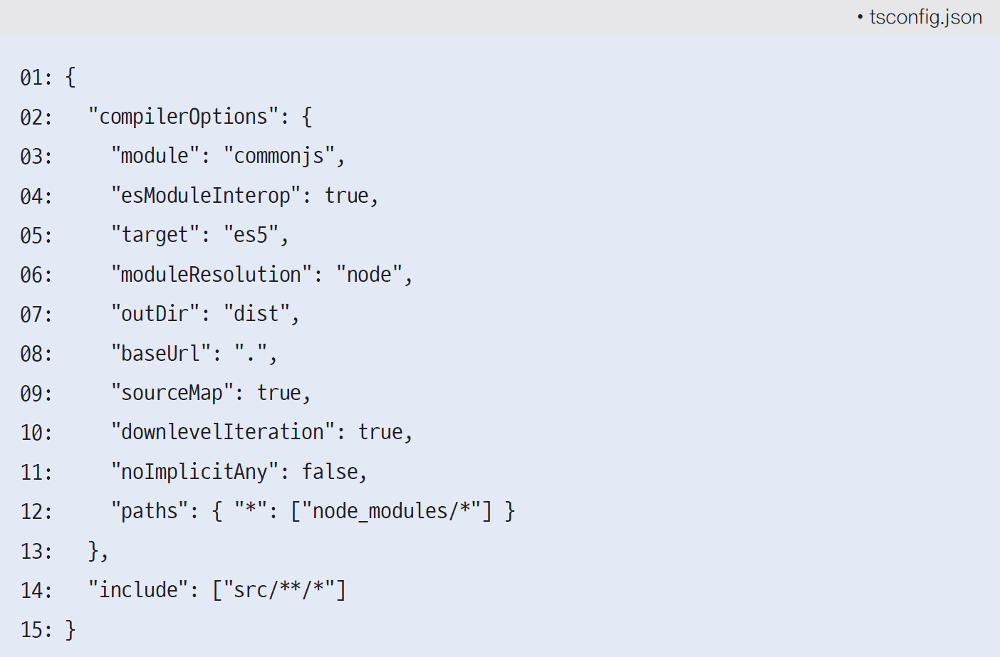 • tsconfig.json
01: {
02:   "compilerOptions": {
03:     "module": "commonjs",
04:     "esModuleInterop": true,
05:     "target": "es5",
06:     "moduleResolution": "node",
07:     "outDir": "dist",
08:     "baseUrl": ".",
09:     "sourceMap": true,
10:     "downlevelIteration": true,
11:     "noImplicitAny": false,
12:     "paths": { "*": ["node_modules/*"] }
13:   },
14:   "include": ["src/**/*"]
15: }